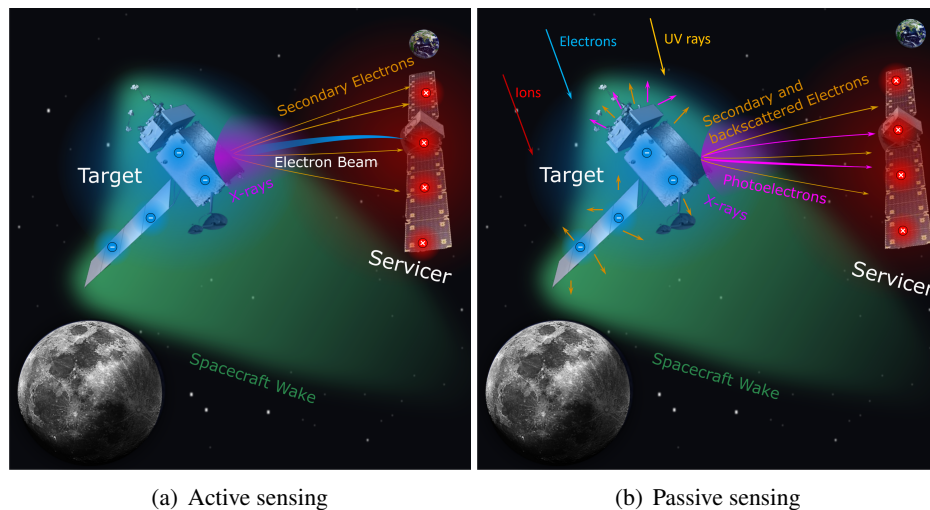 Secondary Electrons
Electron Beam
Target
X-rays
Servicer
Spacecraft Wake
(a) Active sensing
Ions
Electrons
UV rays
Secondary and
backscattered Electrons
Target
Photoelectrons
X-rays
Servicer
Spacecraft Wake
(b) Passive sensing